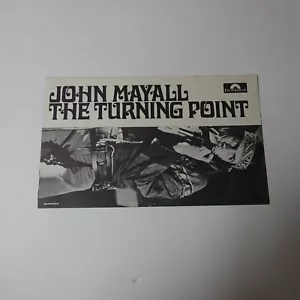 JOHN MAYALL
THE TURNING POINT